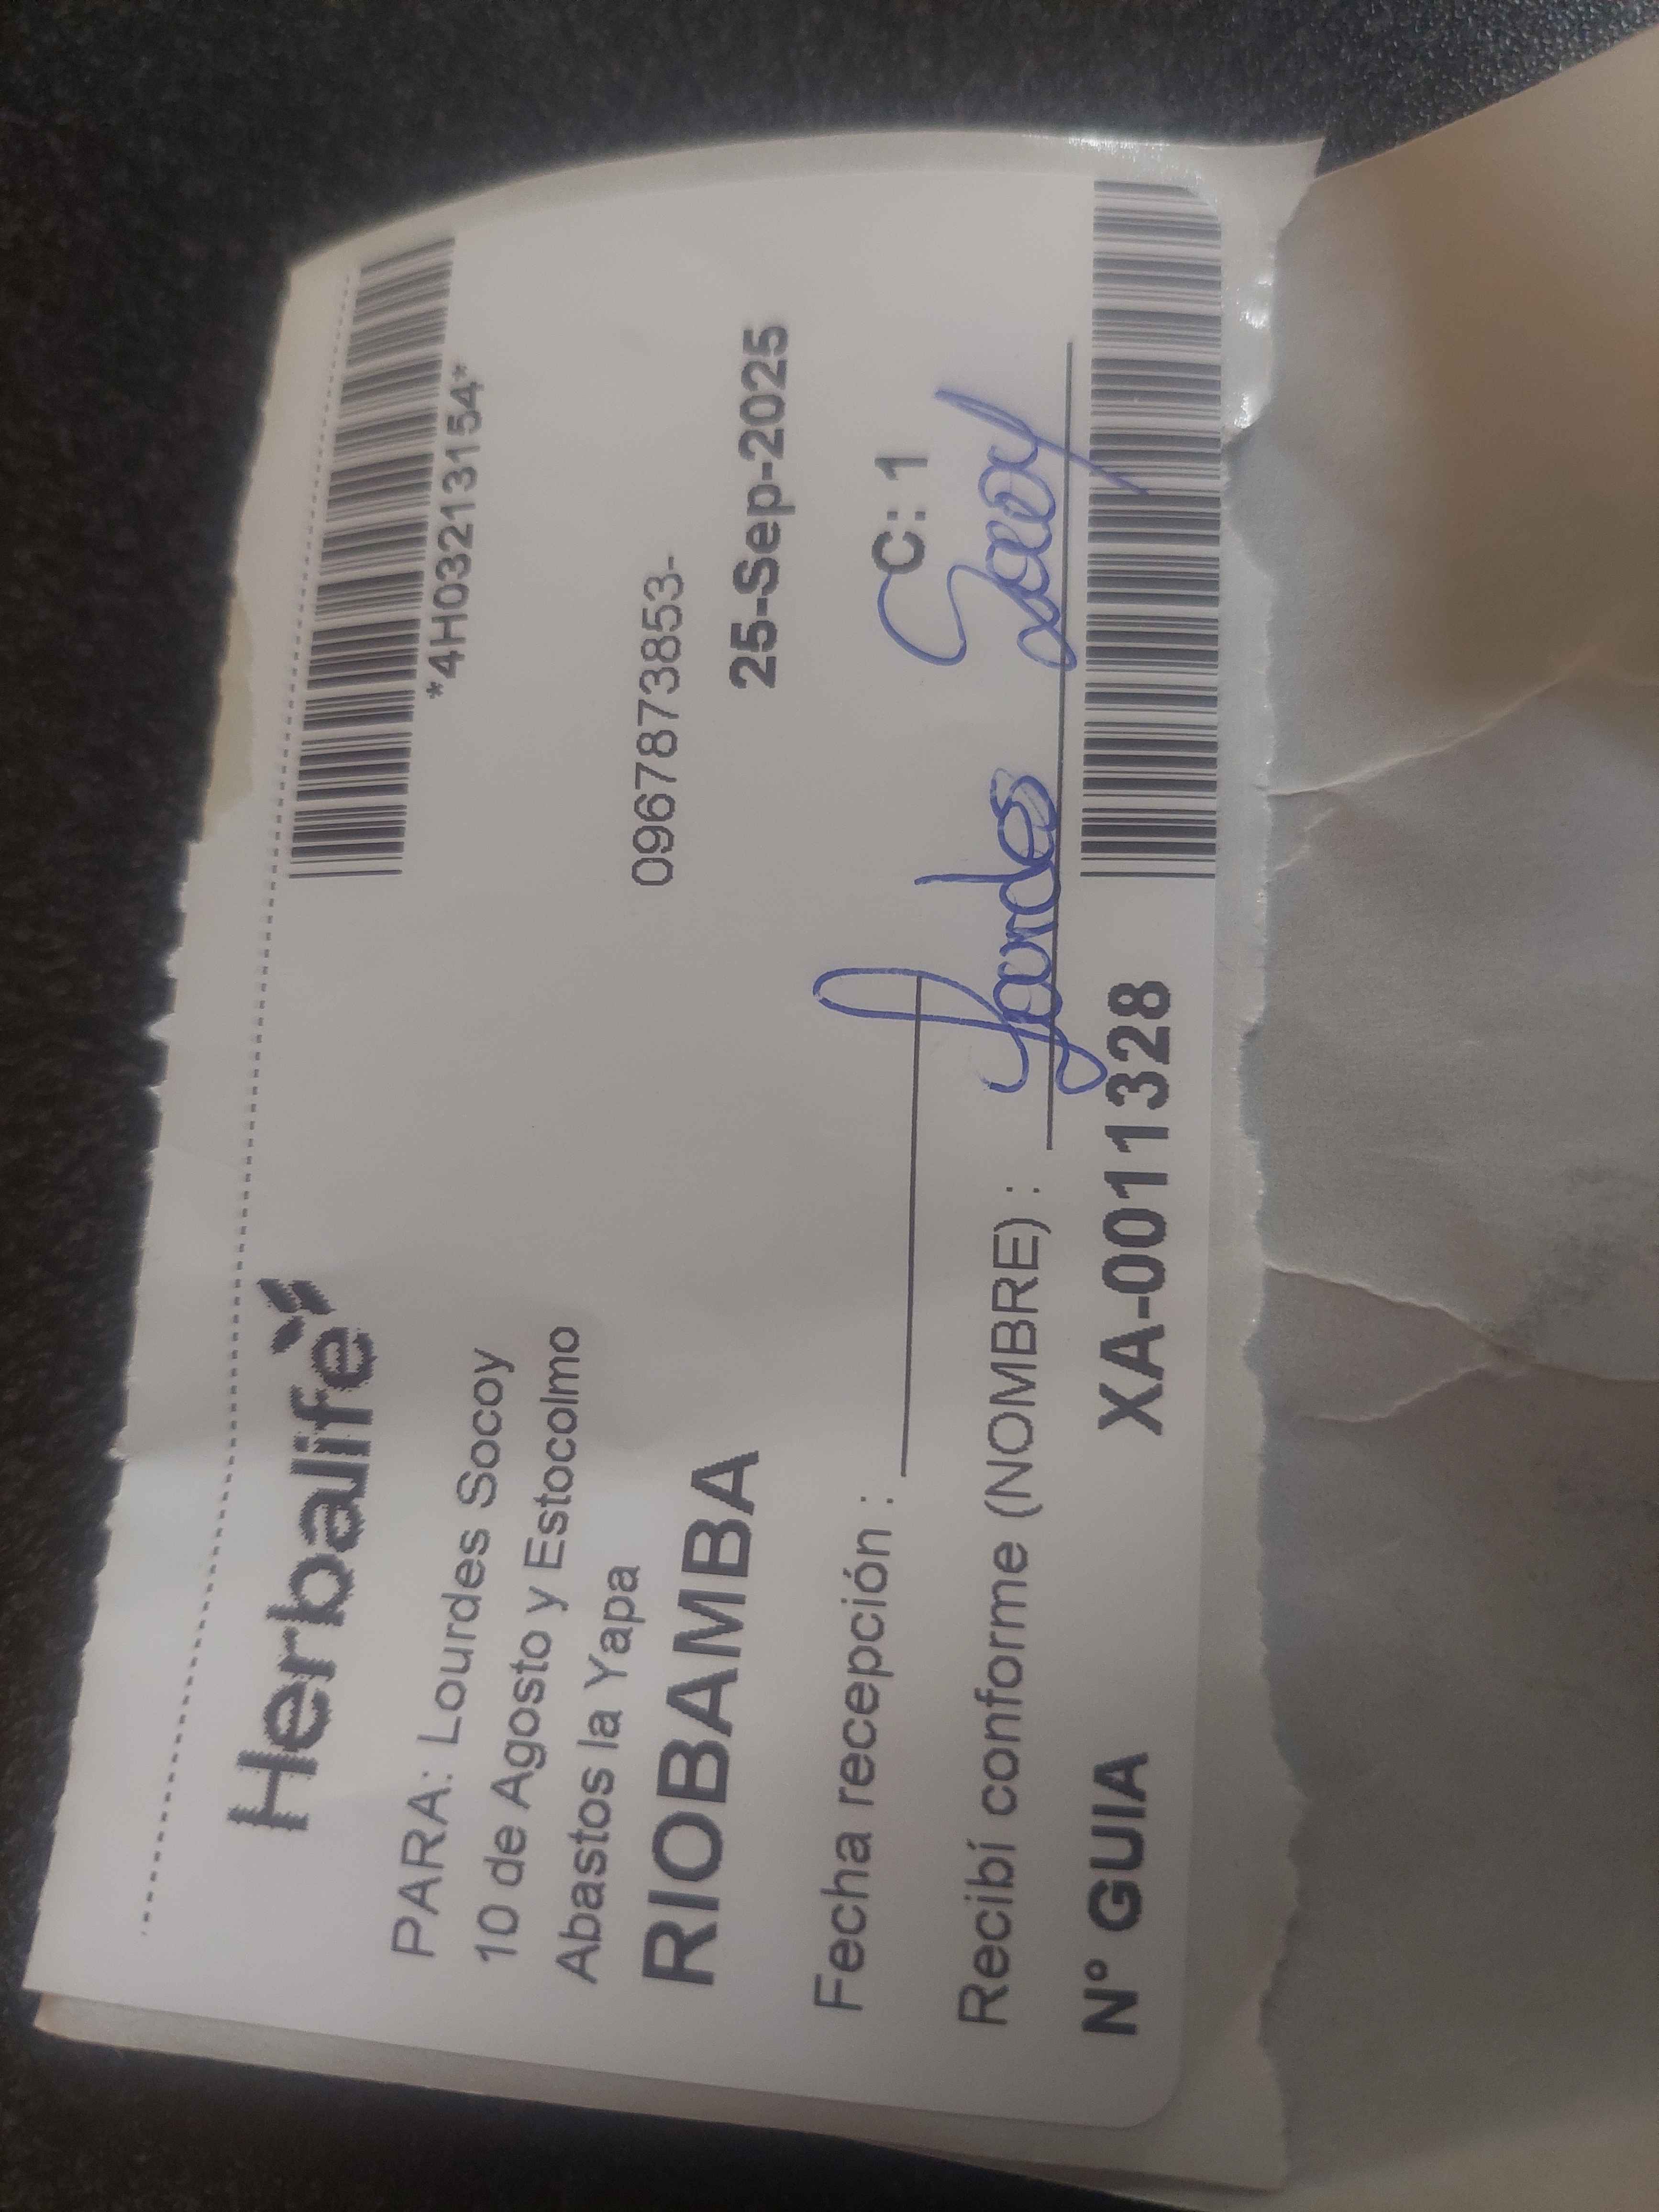 Herbalife
*4H03213154*
PARA: Lourdes Socoy
10 de Agosto y Estocolmo
Abastos la Yapa
0967873853-
RIOBAMBA
25-Sep-2025
Fecha recepción :
C: 1
Recibí conforme (NOMBRE) : Lourdes Socoy
N° GUIA XA-0011328